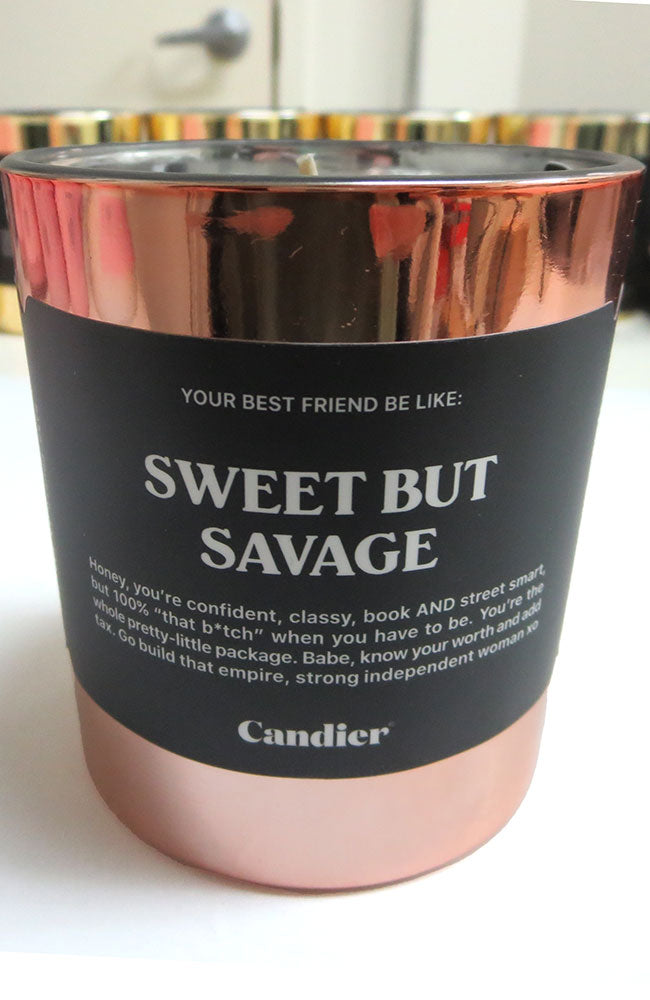 YOUR BEST FRIEND BE LIKE:
SWEET BUT
SAVAGE
Honey, you're confident, classy, book AND street smart,
but 100% "that b*tch" when you have to be. You're the
whole pretty-little package. Babe, know your worth and add
tax. Go build that empire, strong independent woman xo
Candier